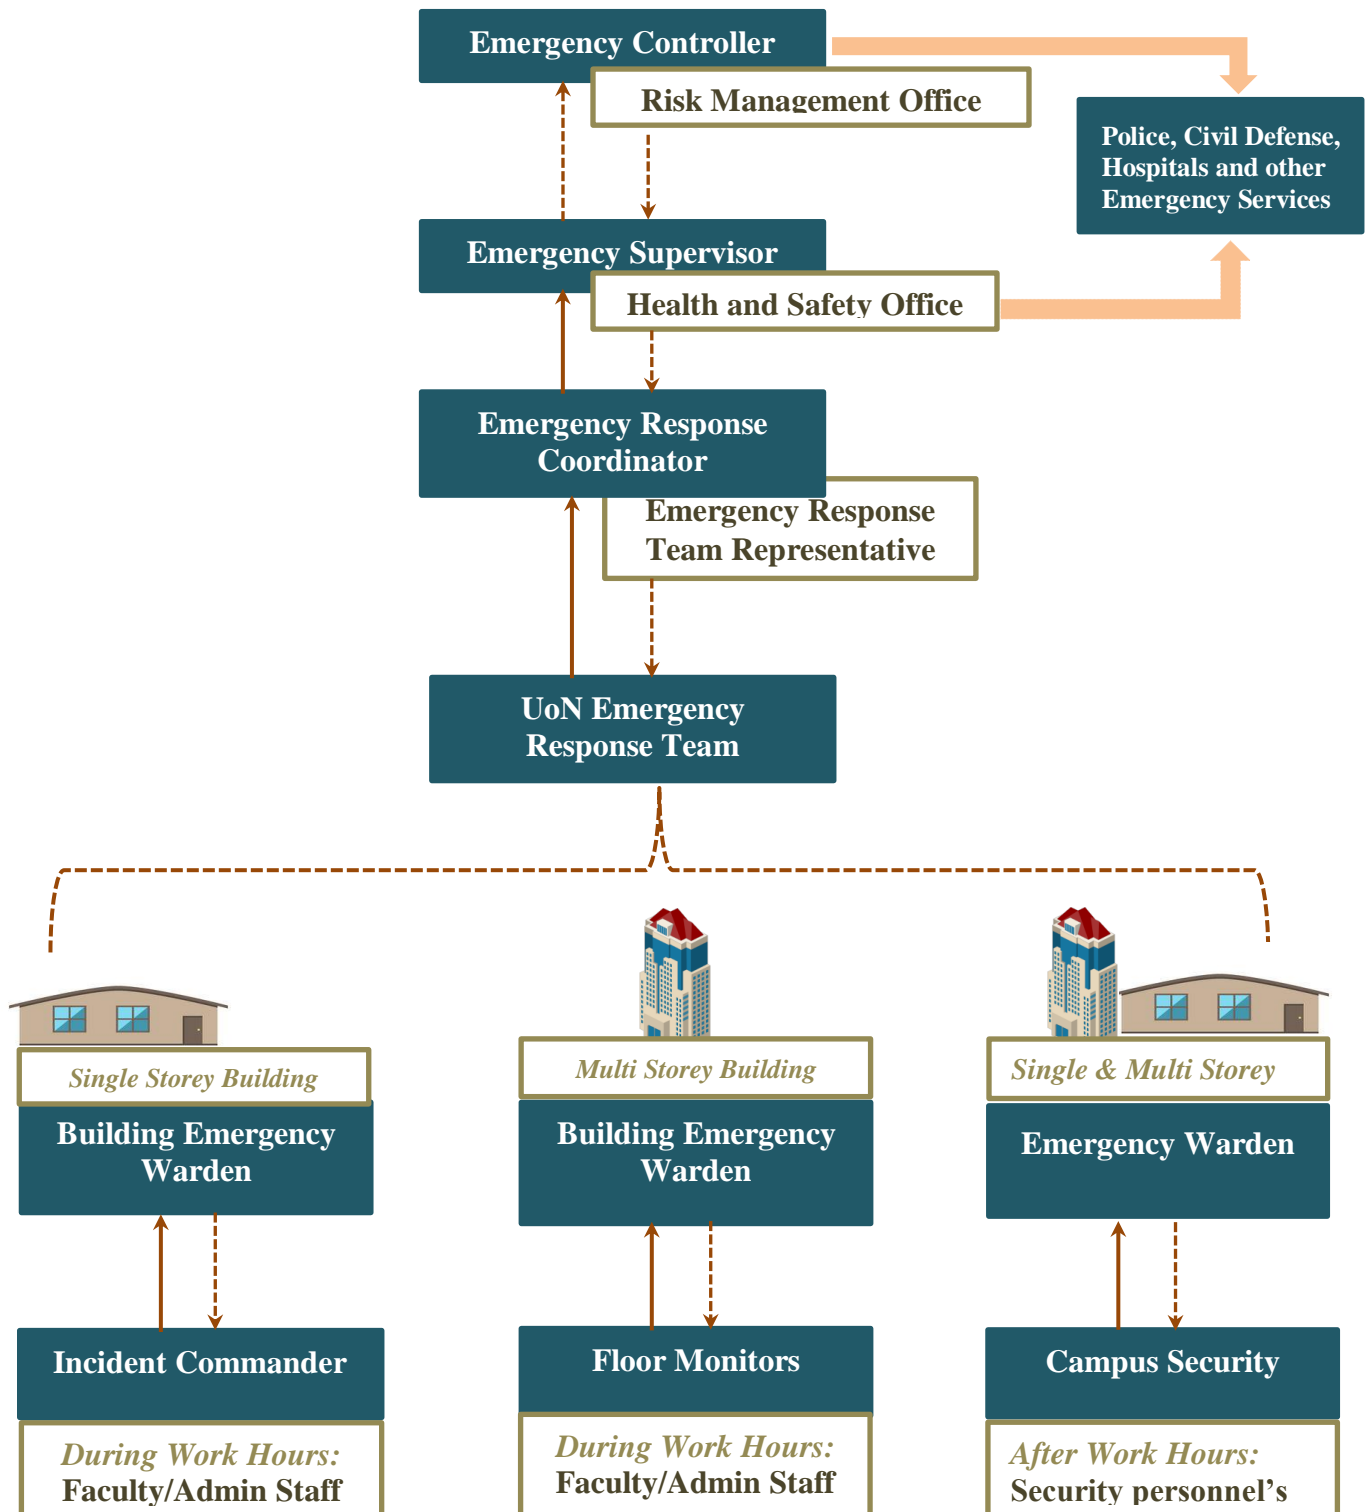 Emergency Controller
Risk Management Office
Police, Civil Defense,
Hospitals and other
Emergency Services
Emergency Supervisor
Health and Safety Office
Emergency Response
Coordinator
Emergency Response
Team Representative
UoN Emergency
Response Team
Single Storey Building
Building Emergency
Warden
Incident Commander
During Work Hours:
Faculty/Admin Staff
Multi Storey Building
Building Emergency
Warden
Floor Monitors
During Work Hours:
Faculty/Admin Staff
Single & Multi Storey
Emergency Warden
Campus Security
After Work Hours:
Security personnel’s